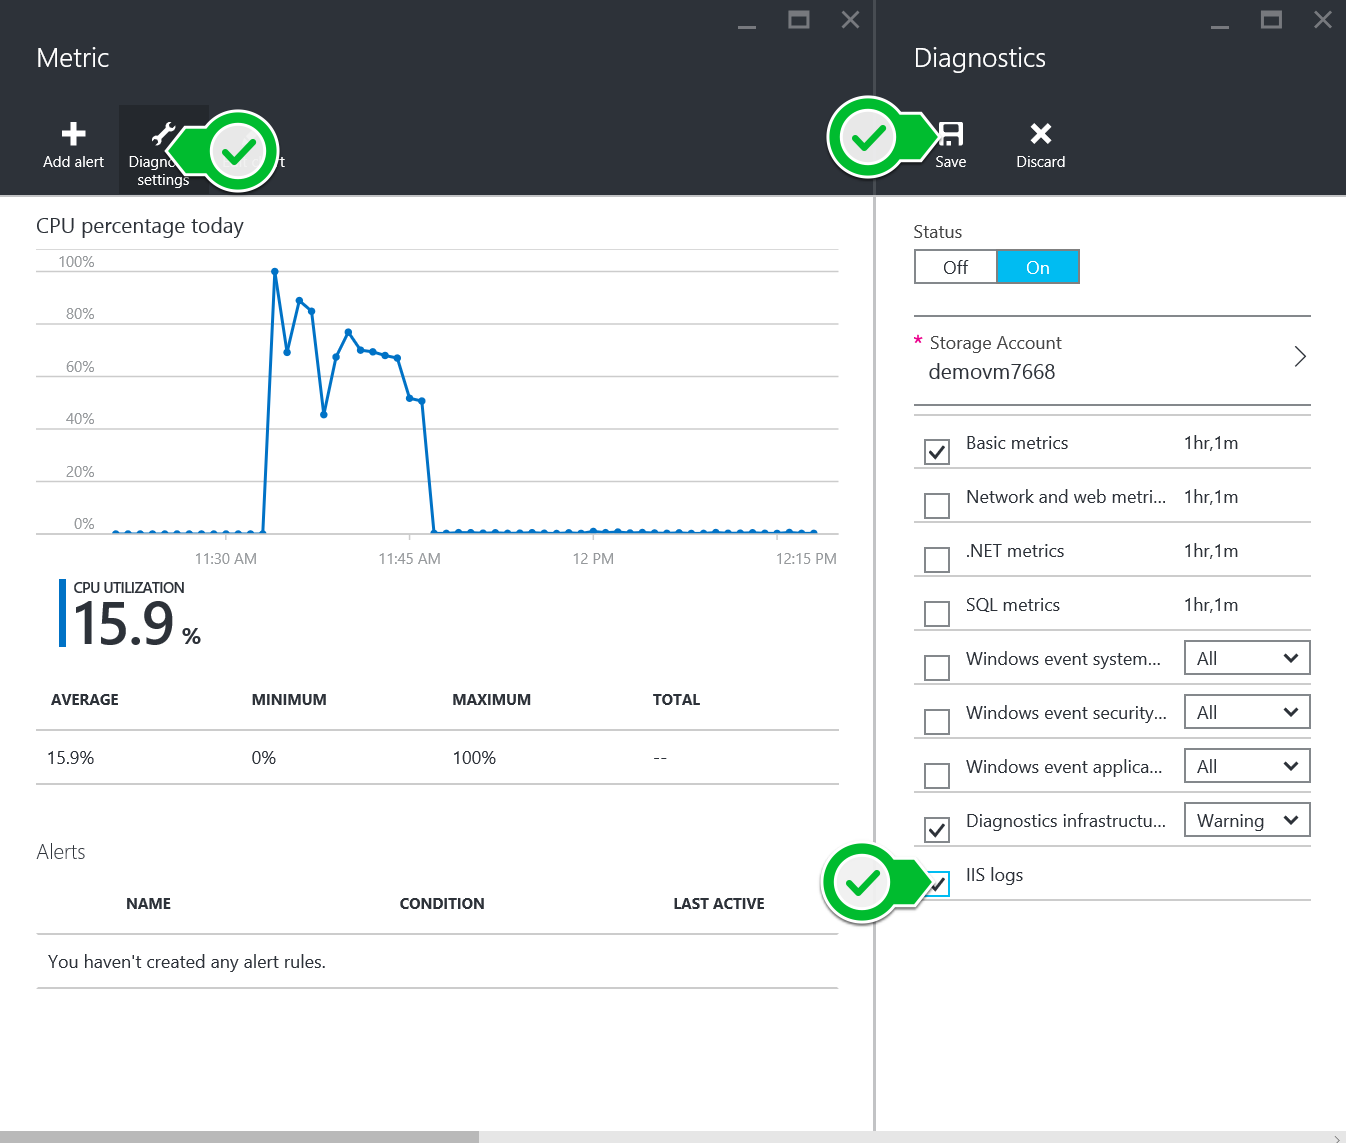 Metric
Add alert
settings
CPU percentage today
100%
80%
60%
40%
20%
0%
11:30 AM 11:45 AM 12 PM 12:15 PM
CPU UTILIZATION
15.9 %
AVERAGE MINIMUM MAXIMUM TOTAL
15.9% 0% 100% --
Alerts
NAME CONDITION LAST ACTIVE
You haven't created any alert rules.
Diagnostics
Save Discard
Status
Off On
* Storage Account
demovm7668
Basic metrics 1hr,1m
Network and web metri... 1hr,1m
.NET metrics 1hr,1m
SQL metrics 1hr,1m
Windows event system... All
Windows event security... All
Windows event applica... All
Diagnostics infrastructu... Warning
IIS logs